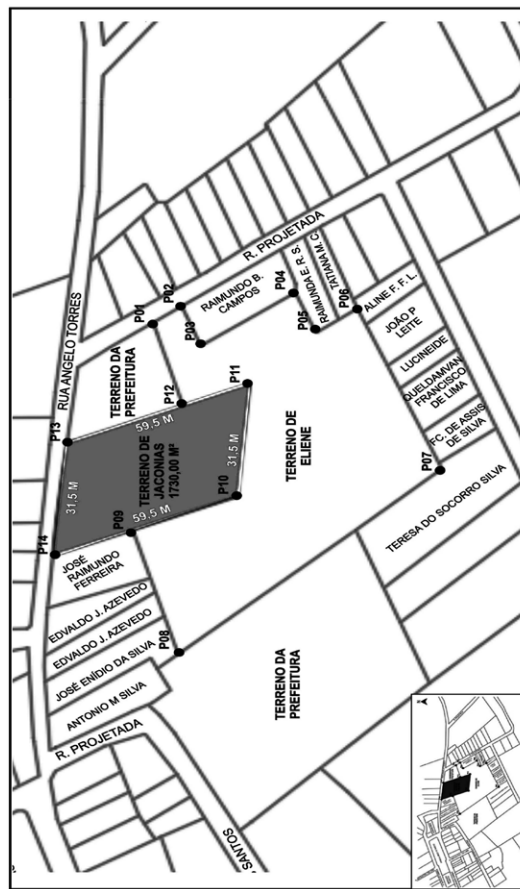 RUA ANGELO TORRES
P13
P14
31,5 M
59,5 M
TERRENO DA
PREFEITURA
P01
P02
R. PROJETADA
P03
RAIMUNDO B.
CAMPOS
P04
RAIMUNDA E. R. S.
TATIANA M. C.
P05
P06
ALINE F. F. L.
JOÃO P
LEITE
LUCINEIDE
QUELDAMVAN
FRANCISCO
DE LIMA
FC. DE ASSIS
DE SILVA
P07
TERESA DO SOCORRO SILVA
P12
P11
TERRENO DE
JACONIAS
1730,00 M²
31,5 M
P10
59,5 M
P09
TERRENO DE
ELIENE
JOSÉ
RAIMUNDO
FERREIRA
EDVALDO J. AZEVEDO
EDVALDO J. AZEVEDO
JOSÉ ENÍDIO DA SILVA
ANTONIO M SILVA
P08
TERRENO DA
PREFEITURA
R. PROJETADA
SANTOS